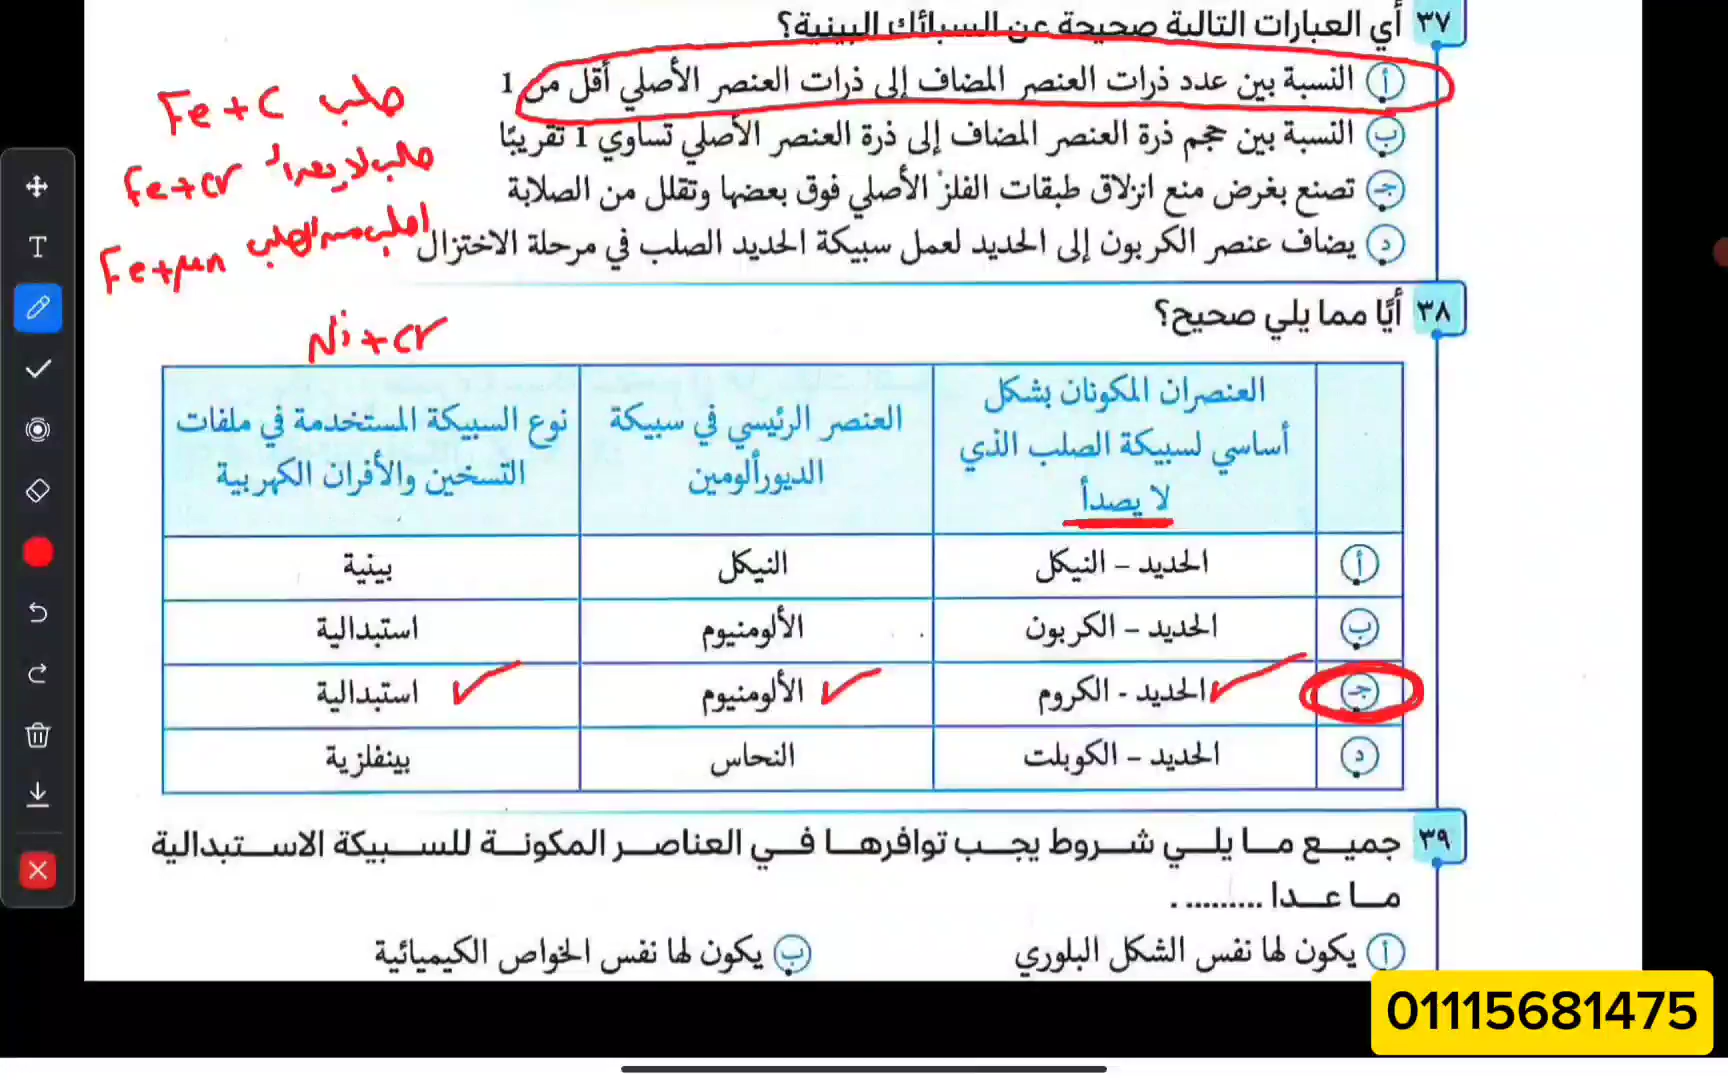 ٣٧ أي العبارات التالية صحيحة عن السبائك البينية؟
أ النسبة بين عدد ذرات العنصر المضاف إلى ذرات العنصر الأصلي أقل من 1
ب النسبة بين حجم ذرة العنصر المضاف إلى ذرة العنصر الأصلي تساوي 1 تقريبًا
جـ تصنع بغرض منع انزلاق طبقات الفلز الأصلي فوق بعضها وتقلل من الصلابة
د يضاف عنصر الكربون إلى الحديد لعمل سبيكة الحديد الصلب في مرحلة الاختزال
صلب Fe + C
صلب لا يصدأ Fe + Cr
Fe + Mn
Ni + Cr
٣٨ أيًا مما يلي صحيح؟
العنصران المكونان بشكل أساسي لسبيكة الصلب الذي لا يصدأ
العنصر الرئيسي في سبيكة الديورألومين
نوع السبيكة المستخدمة في ملفات التسخين والأفران الكهربية
أ الحديد – النيكل النيكل بينية
ب الحديد – الكربون الألومنيوم استبدالية
جـ الحديد - الكروم الألومنيوم استبدالية
د الحديد – الكوبلت النحاس بينفلزية
٣٩ جميع ما يلي شروط يجب توافرها في العناصر المكونة للسبيكة الاستبدالية
ما عدا ......... .
أ يكون لها نفس الشكل البلوري ب يكون لها نفس الخواص الكيميائية
01115681475
T